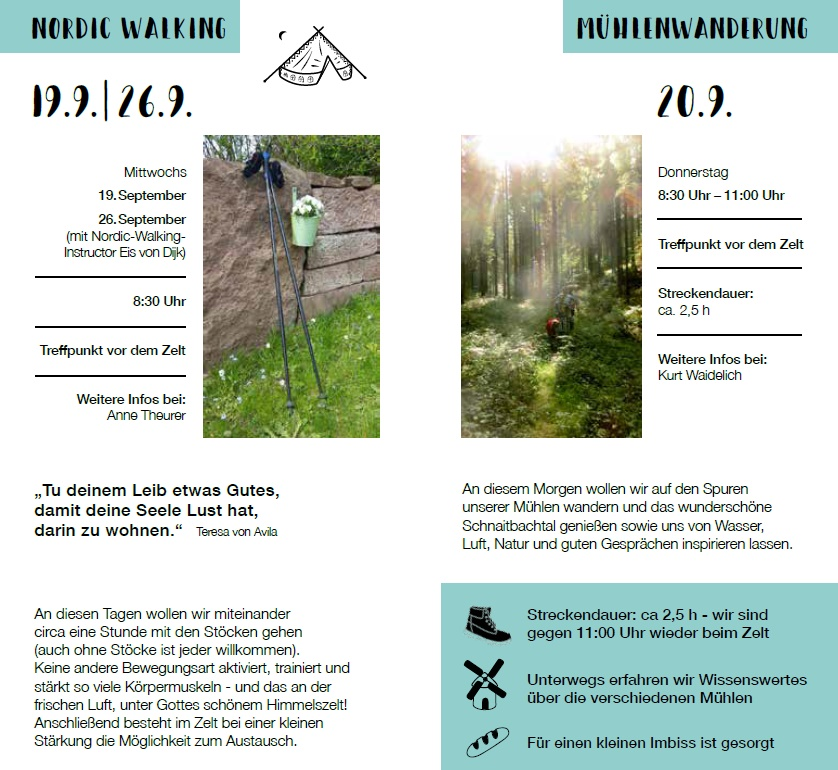 NORDIC WALKING
19.9. | 26.9.
Mittwochs
19. September
26. September
(mit Nordic-Walking-
Instructor Eis von Dijk)
8:30 Uhr
Treffpunkt vor dem Zelt
Weitere Infos bei:
Anne Theurer
„Tu deinem Leib etwas Gutes,
damit deine Seele Lust hat,
darin zu wohnen.“ Teresa von Avila
An diesen Tagen wollen wir miteinander
circa eine Stunde mit den Stöcken gehen
(auch ohne Stöcke ist jeder willkommen).
Keine andere Bewegungsart aktiviert, trainiert und
stärkt so viele Körpermuskeln - und das an der
frischen Luft, unter Gottes schönem Himmelszelt!
Anschließend besteht im Zelt bei einer kleinen
Stärkung die Möglichkeit zum Austausch.
MÜHLENWANDERUNG
20.9.
Donnerstag
8:30 Uhr – 11:00 Uhr
Treffpunkt vor dem Zelt
Streckendauer:
ca. 2,5 h
Weitere Infos bei:
Kurt Waidelich
An diesem Morgen wollen wir auf den Spuren
unserer Mühlen wandern und das wunderschöne
Schnaitbachtal genießen sowie uns von Wasser,
Luft, Natur und guten Gesprächen inspirieren lassen.
Streckendauer: ca 2,5 h - wir sind
gegen 11:00 Uhr wieder beim Zelt
Unterwegs erfahren wir Wissenswertes
über die verschiedenen Mühlen
Für einen kleinen Imbiss ist gesorgt